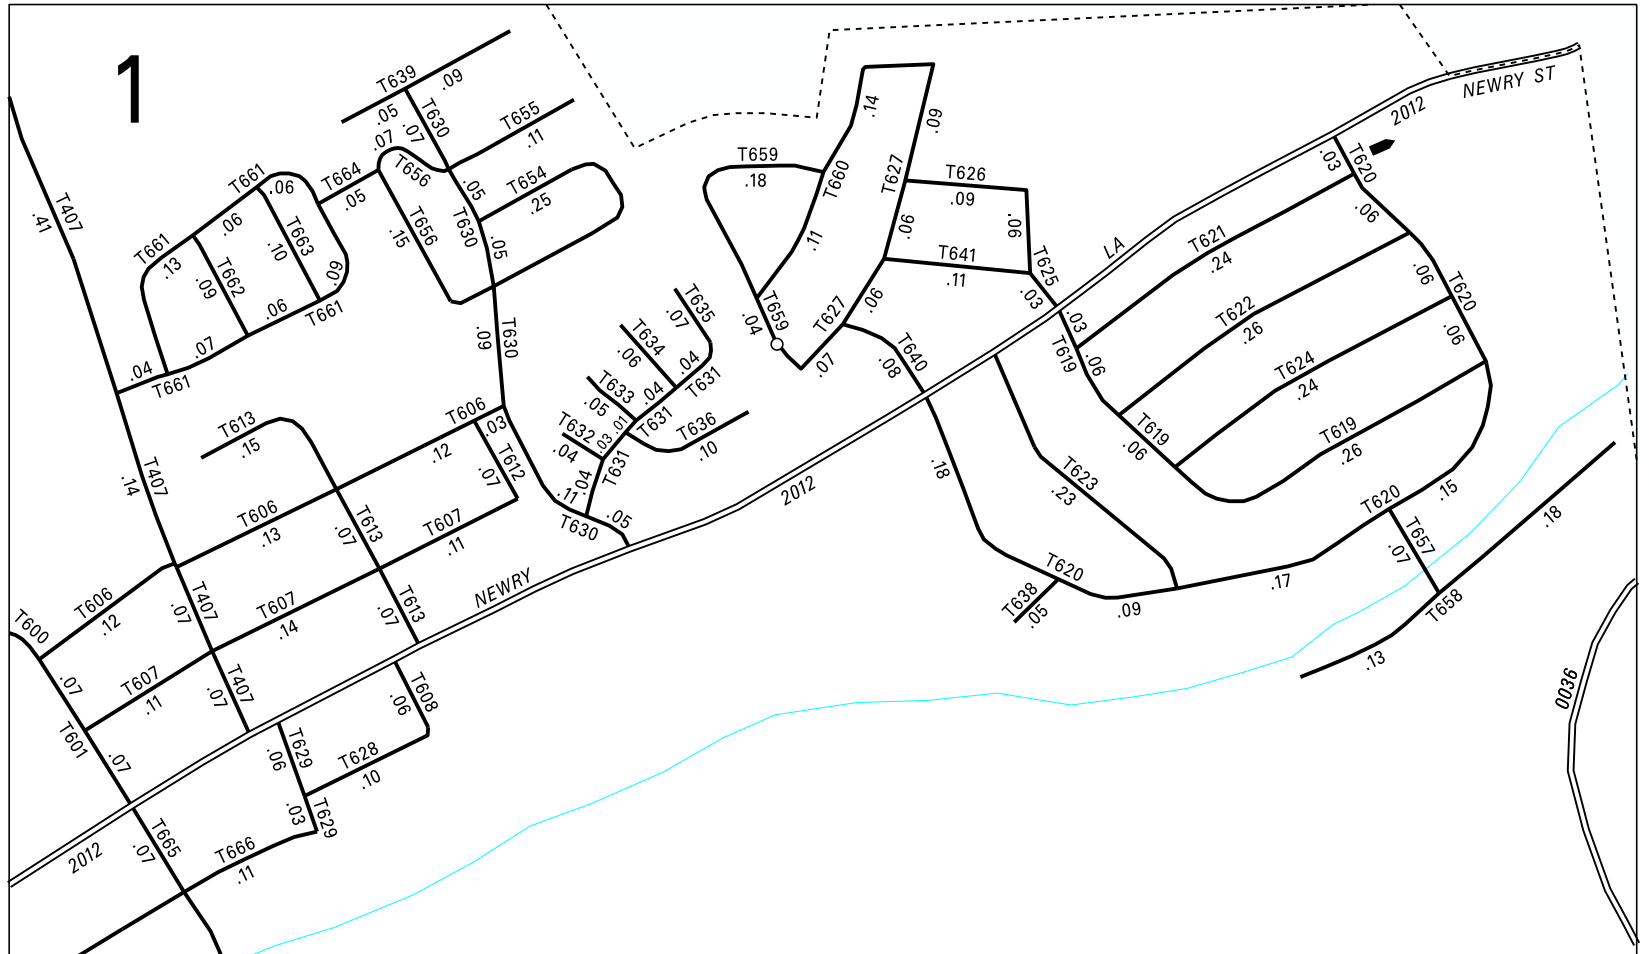 1
T639
.09
.05
T630
.07
.07
T655
.11
T656
T664
.05
T661
.06
.06
T663
.10
T661
.13
T662
.09
.09
.06
T661
.07
.04
T661
T407
.41
T656
.15
.05
T630
T654
.25
.05
T630
.09
T659
.18
T660
.14
.11
T627
.09
T626
.09
.06
.06
T641
.11
T625
.03
T659
.04
T627
.06
.07
T640
.08
LA
2012
NEWRY ST
T620
.03
.06
T621
.24
T622
.26
T624
.24
T619
.26
.03
T619
.06
T619
.06
.06
T620
.06
T635
.07
T634
.06
.04
T631
T633
.05
.04
T631
.01
T632
.04
.03
T631
.04
T636
.10
T613
.15
T606
.03
.12
T612
.07
.11
T630
.05
T407
.14
T606
.13
T613
.07
T607
.11
2012
.18
T623
.23
T620
.15
T657
.07
.18
T658
.13
T620
T638
.05
.09
.17
T600
T606
.12
T407
.07
T607
.14
T613
.07
NEWRY
.07
T607
.11
T407
.07
T608
.06
T601
.07
T629
.06
T628
.10
.03
T629
T665
.07
T666
.11
2012
0036